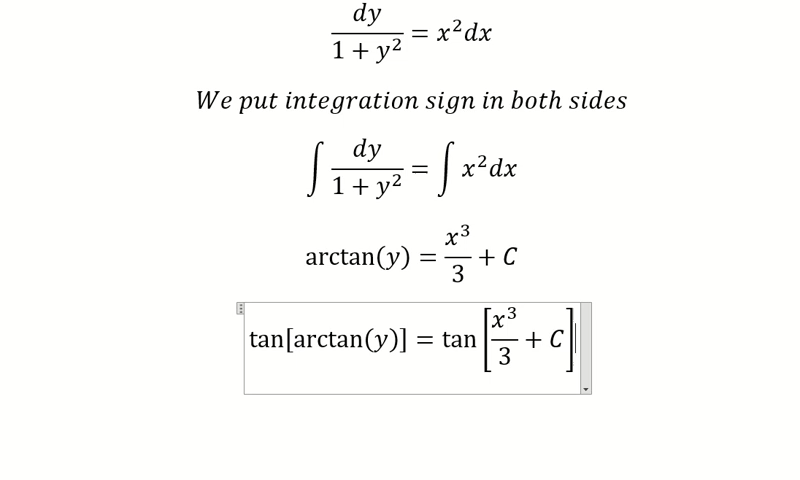 dy/(1 + y²) = x²dx
We put integration sign in both sides
∫ dy/(1 + y²) = ∫ x²dx
arctan(y) = x³/3 + C
tan[arctan(y)] = tan [x³/3 + C]